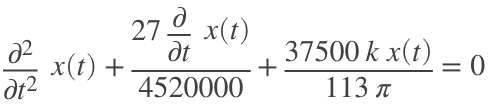 ∂²/∂t² x(t) + (27 ∂/∂t x(t))/4520000 + (37500 k x(t))/(113 π) = 0